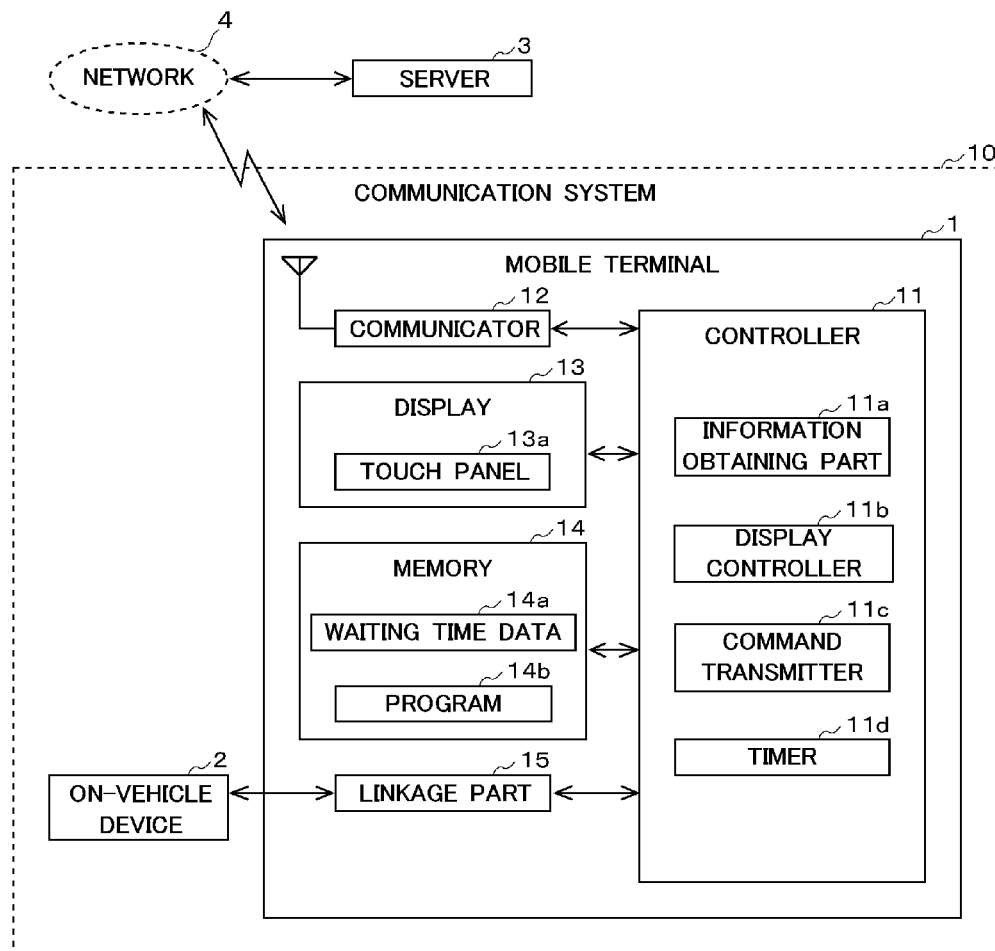 4
NETWORK
3
SERVER
10
COMMUNICATION SYSTEM
1
MOBILE TERMINAL
12
COMMUNICATOR
11
CONTROLLER
13
DISPLAY
13a
TOUCH PANEL
11a
INFORMATION
OBTAINING PART
11b
DISPLAY
CONTROLLER
14
MEMORY
14a
WAITING TIME DATA
14b
PROGRAM
11c
COMMAND
TRANSMITTER
11d
TIMER
2
ON-VEHICLE
DEVICE
15
LINKAGE PART